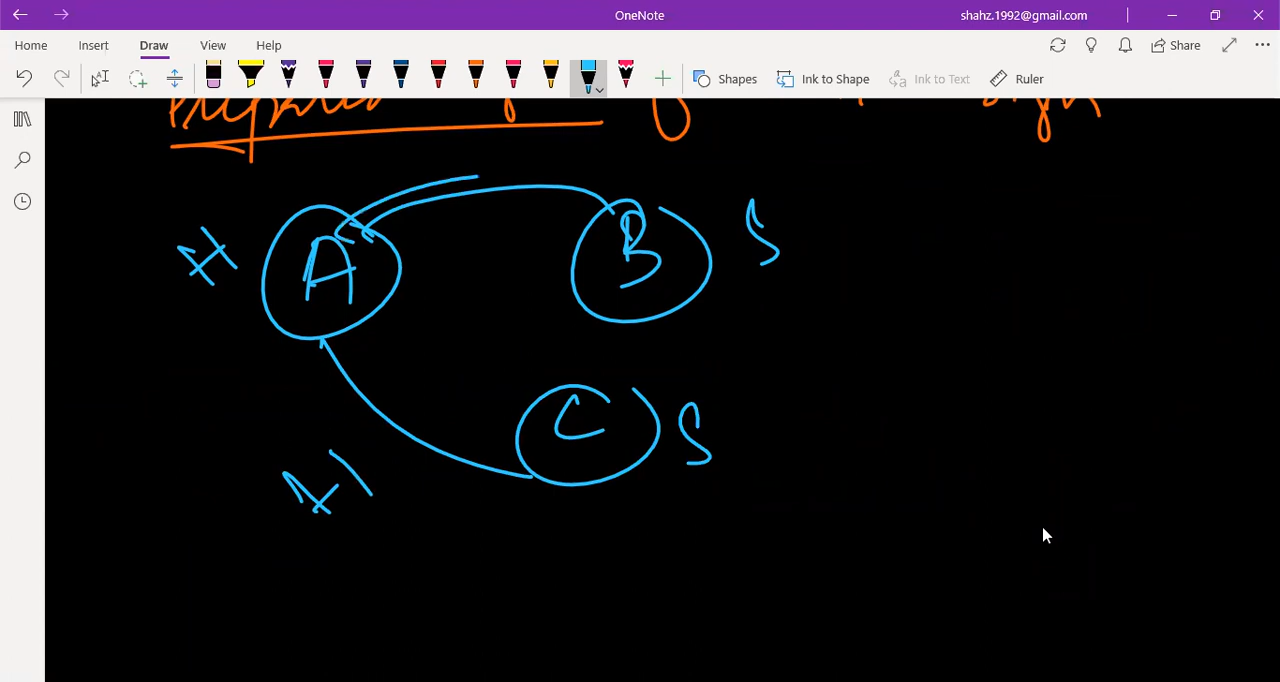 OneNote
shahz.1992@gmail.com
Home Insert Draw View Help Share
Shapes Ink to Shape Ink to Text Ruler
H A B S
C S
H